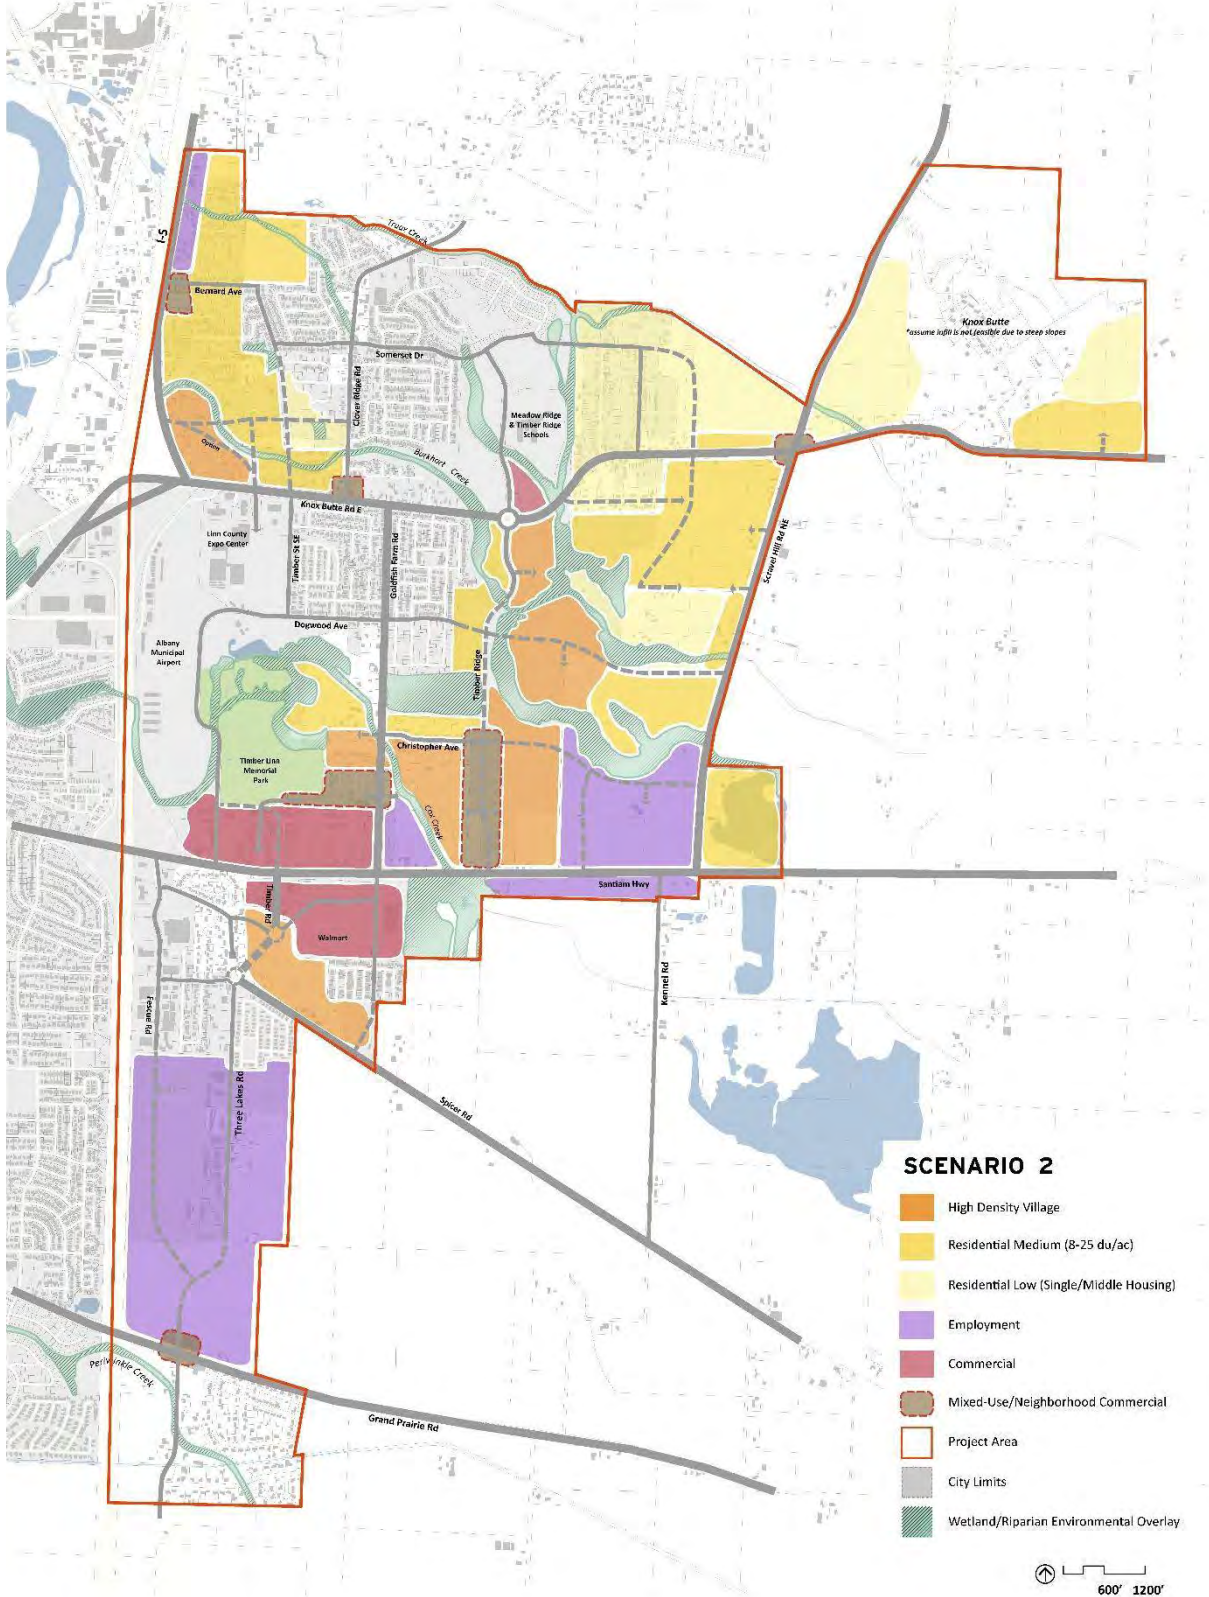 Truax Creek
I-5
Bernard Ave
Knox Butte
*assume infill is not feasible due to steep slopes
Somerset Dr
Clover Ridge Rd
Meadow Ridge
& Timber Ridge
Schools
Option
Burkhart Creek
Knox Butte Rd E
Linn County
Expo Center
Timber St SE
Goldfish Farm Rd
Scravel Hill Rd NE
Dogwood Ave
Albany
Municipal
Airport
Timber Ridge
Christopher Ave
Timber Linn
Memorial
Park
Cox Creek
Santiam Hwy
Timber Rd
Walmart
Fescue Rd
Kennel Rd
Three Lakes Rd
Spicer Rd
Periwinkle Creek
Grand Prairie Rd
SCENARIO 2
High Density Village
Residential Medium (8-25 du/ac)
Residential Low (Single/Middle Housing)
Employment
Commercial
Mixed-Use/Neighborhood Commercial
Project Area
City Limits
Wetland/Riparian Environmental Overlay
600' 1200'